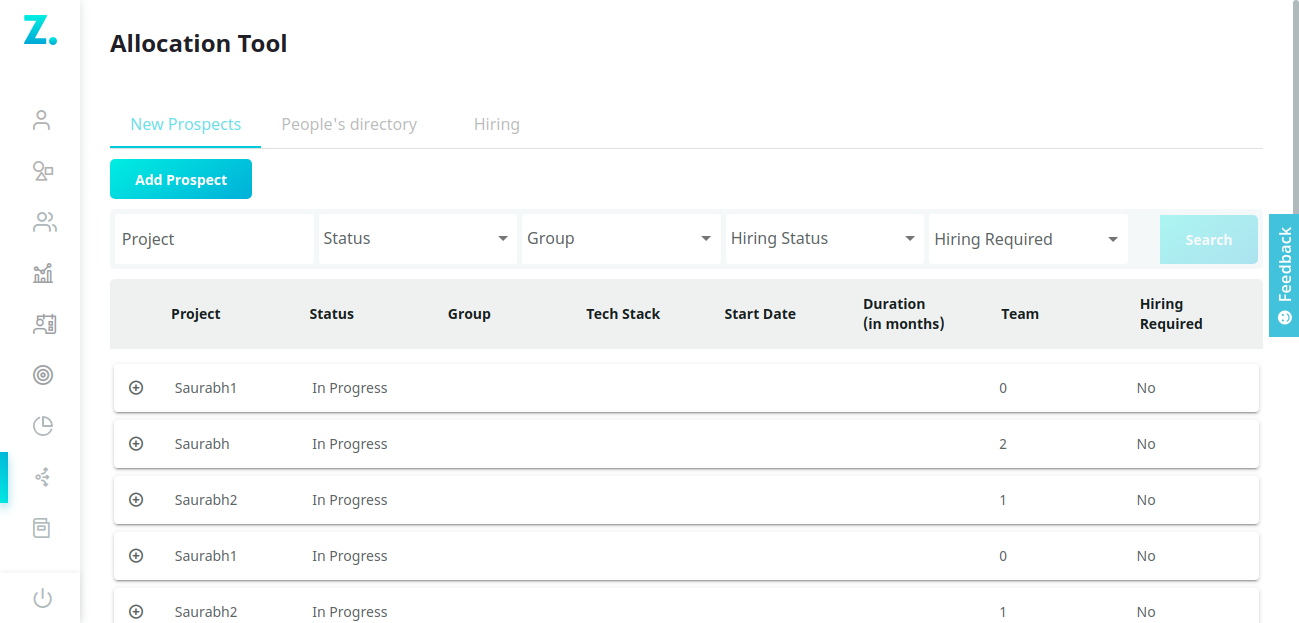 Z.
Allocation Tool
New Prospects People's directory Hiring
Add Prospect
Project Status Group Hiring Status Hiring Required Search
Feedback
Project Status Group Tech Stack Start Date Duration (in months) Team Hiring Required
Saurabh1 In Progress 0 No
Saurabh In Progress 2 No
Saurabh2 In Progress 1 No
Saurabh1 In Progress 0 No
Saurabh2 In Progress 1 No